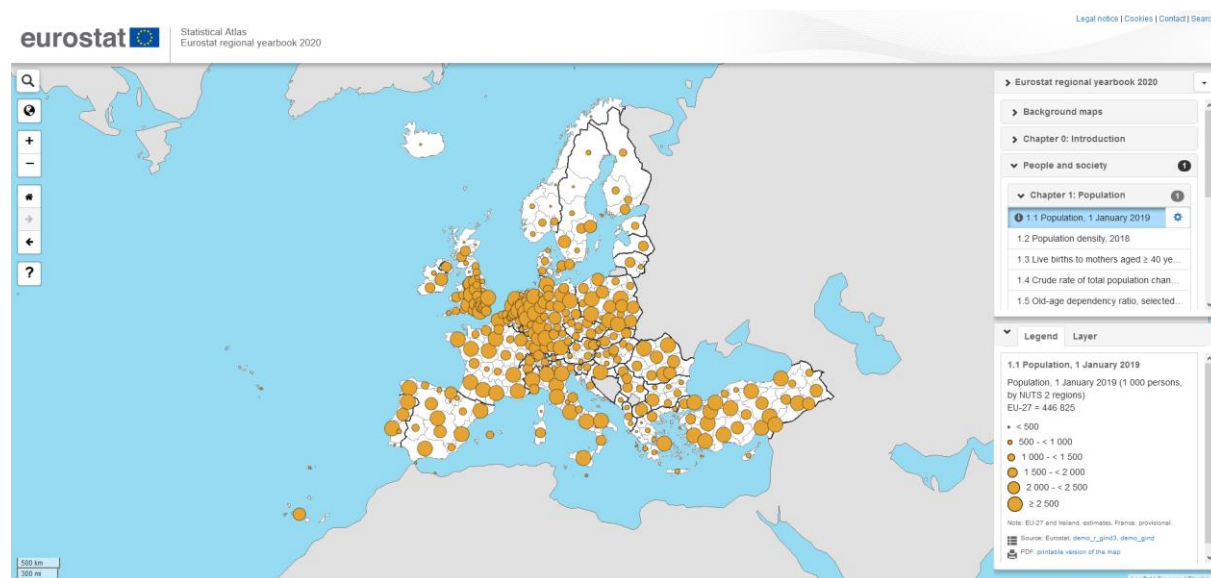 Legal notice | Cookies | Contact | Searc
eurostat
Statistical Atlas
Eurostat regional yearbook 2020
+
−
?
500 km
300 mi
Eurostat regional yearbook 2020
Background maps
Chapter 0: Introduction
People and society 1
Chapter 1: Population 1
1.1 Population, 1 January 2019
1.2 Population density, 2018
1.3 Live births to mothers aged ≥ 40 ye...
1.4 Crude rate of total population chan...
1.5 Old-age dependency ratio, selected...
Legend Layer
1.1 Population, 1 January 2019
Population, 1 January 2019 (1 000 persons,
by NUTS 2 regions)
EU-27 = 446 825
< 500
500 - < 1 000
1 000 - < 1 500
1 500 - < 2 000
2 000 - < 2 500
≥ 2 500
Note: EU-27 and Ireland, estimates. France: provisional.
Source: Eurostat, demo_r_gind3, demo_gind
PDF: printable version of the map